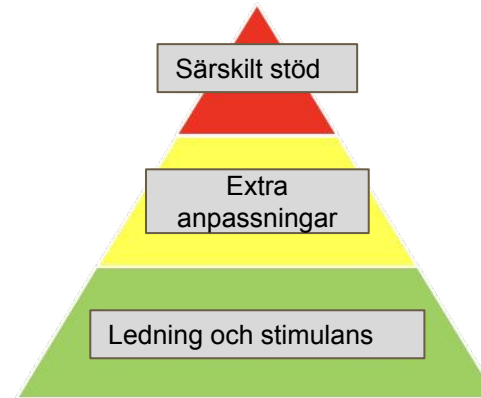 Särskilt stöd
Extra
anpassningar
Ledning och stimulans